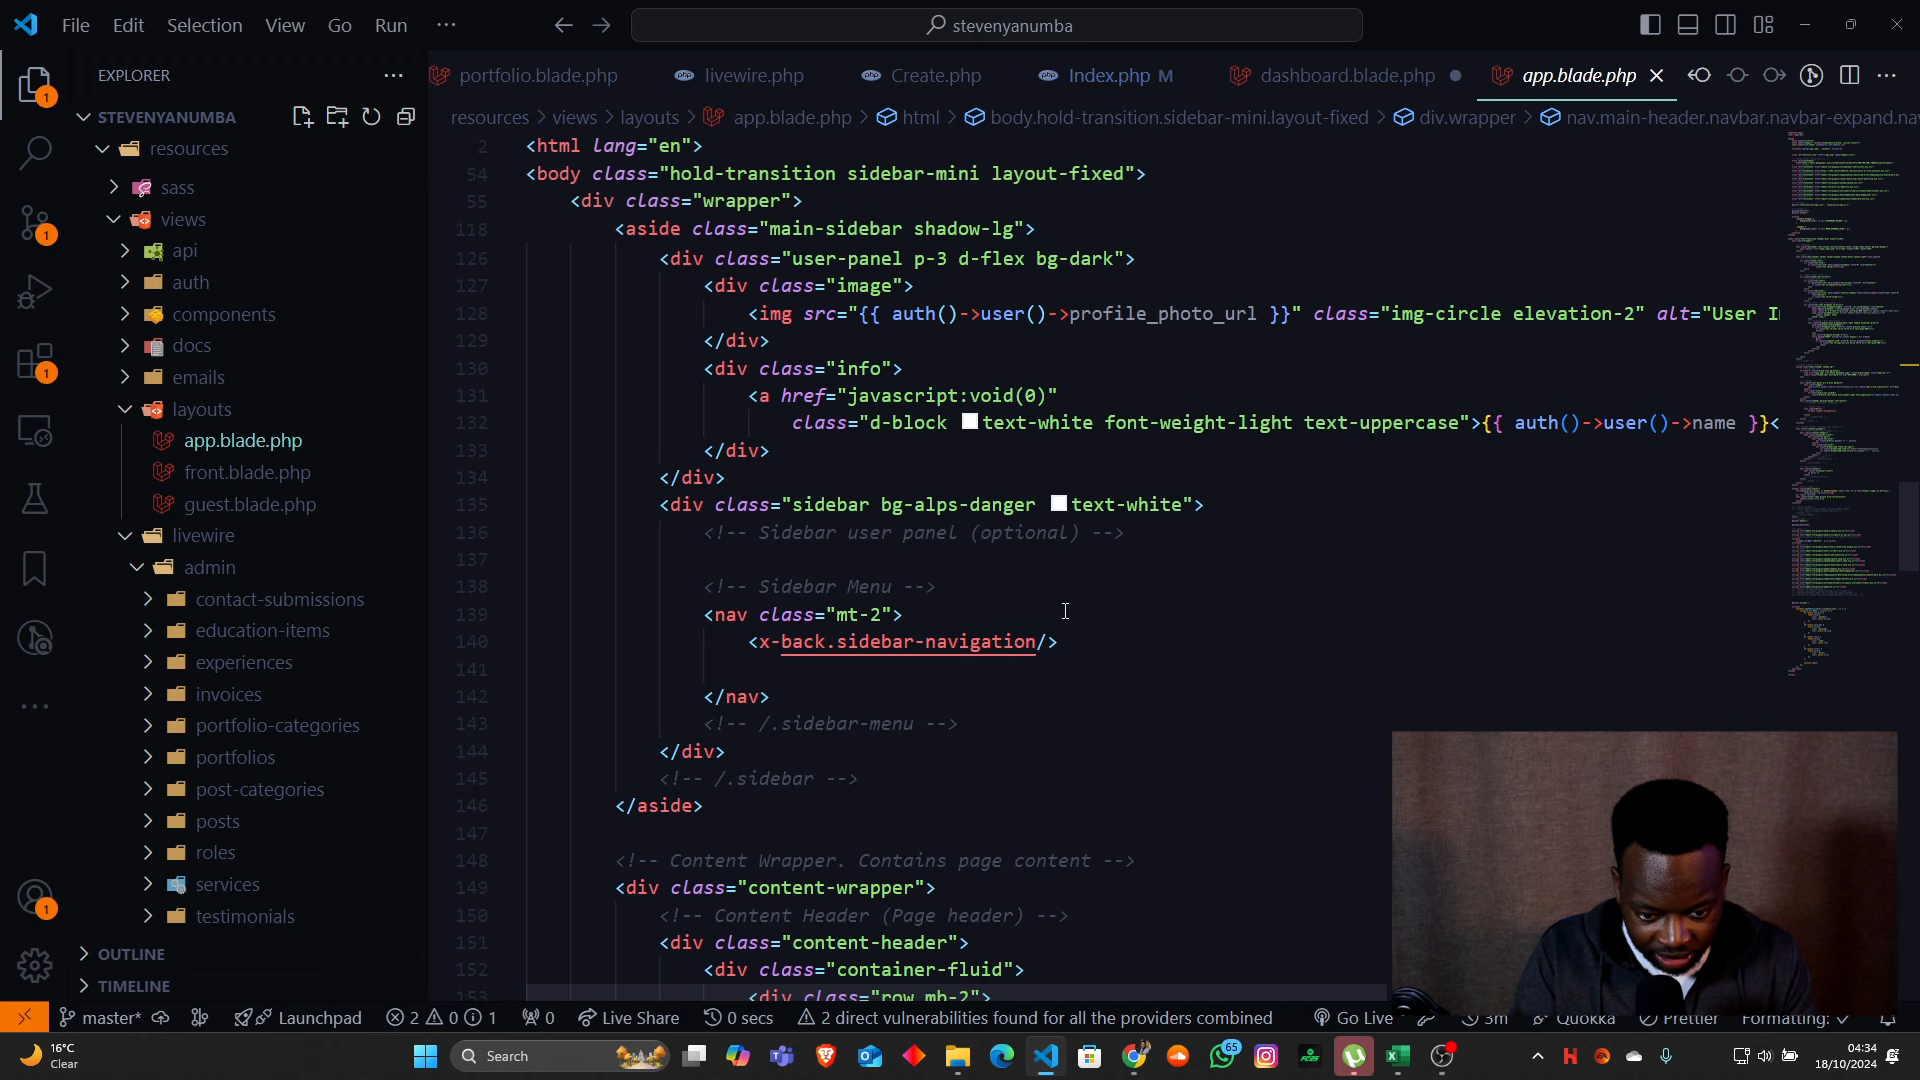 File Edit Selection View Go Run ···
stevenyanumba
EXPLORER
portfolio.blade.php livewire.php Create.php Index.php M dashboard.blade.php app.blade.php
STEVENYANUMBA
resources > views > layouts > app.blade.php > html > body.hold-transition.sidebar-mini.layout-fixed > div.wrapper > nav.main-header.navbar.navbar-expand.na
resources
sass
views
api
auth
components
docs
emails
layouts
app.blade.php
front.blade.php
guest.blade.php
livewire
admin
contact-submissions
education-items
experiences
invoices
portfolio-categories
portfolios
post-categories
posts
roles
services
testimonials
OUTLINE
TIMELINE
2 <html lang="en">
54 <body class="hold-transition sidebar-mini layout-fixed">
55 <div class="wrapper">
118 <aside class="main-sidebar shadow-lg">
126 <div class="user-panel p-3 d-flex bg-dark">
127 <div class="image">
128 <img src="{{ auth()->user()->profile_photo_url }}" class="img-circle elevation-2" alt="User I
129 </div>
130 <div class="info">
131 <a href="javascript:void(0)"
132 class="d-block text-white font-weight-light text-uppercase">{{ auth()->user()->name }}<
133 </div>
134 </div>
135 <div class="sidebar bg-alps-danger text-white">
136 <!-- Sidebar user panel (optional) -->
137
138 <!-- Sidebar Menu -->
139 <nav class="mt-2">
140 <x-back.sidebar-navigation/>
141
142 </nav>
143 <!-- /.sidebar-menu -->
144 </div>
145 <!-- /.sidebar -->
146 </aside>
147
148 <!-- Content Wrapper. Contains page content -->
149 <div class="content-wrapper">
150 <!-- Content Header (Page header) -->
151 <div class="content-header">
152 <div class="container-fluid">
153 <div class="row mb-2">
master* Launchpad 2 0 1 0 Live Share 0 secs 2 direct vulnerabilities found for all the providers combined Go Live 3m Quokka Prettier Formatting:
16°C
Clear
Search
65
04:34
18/10/2024